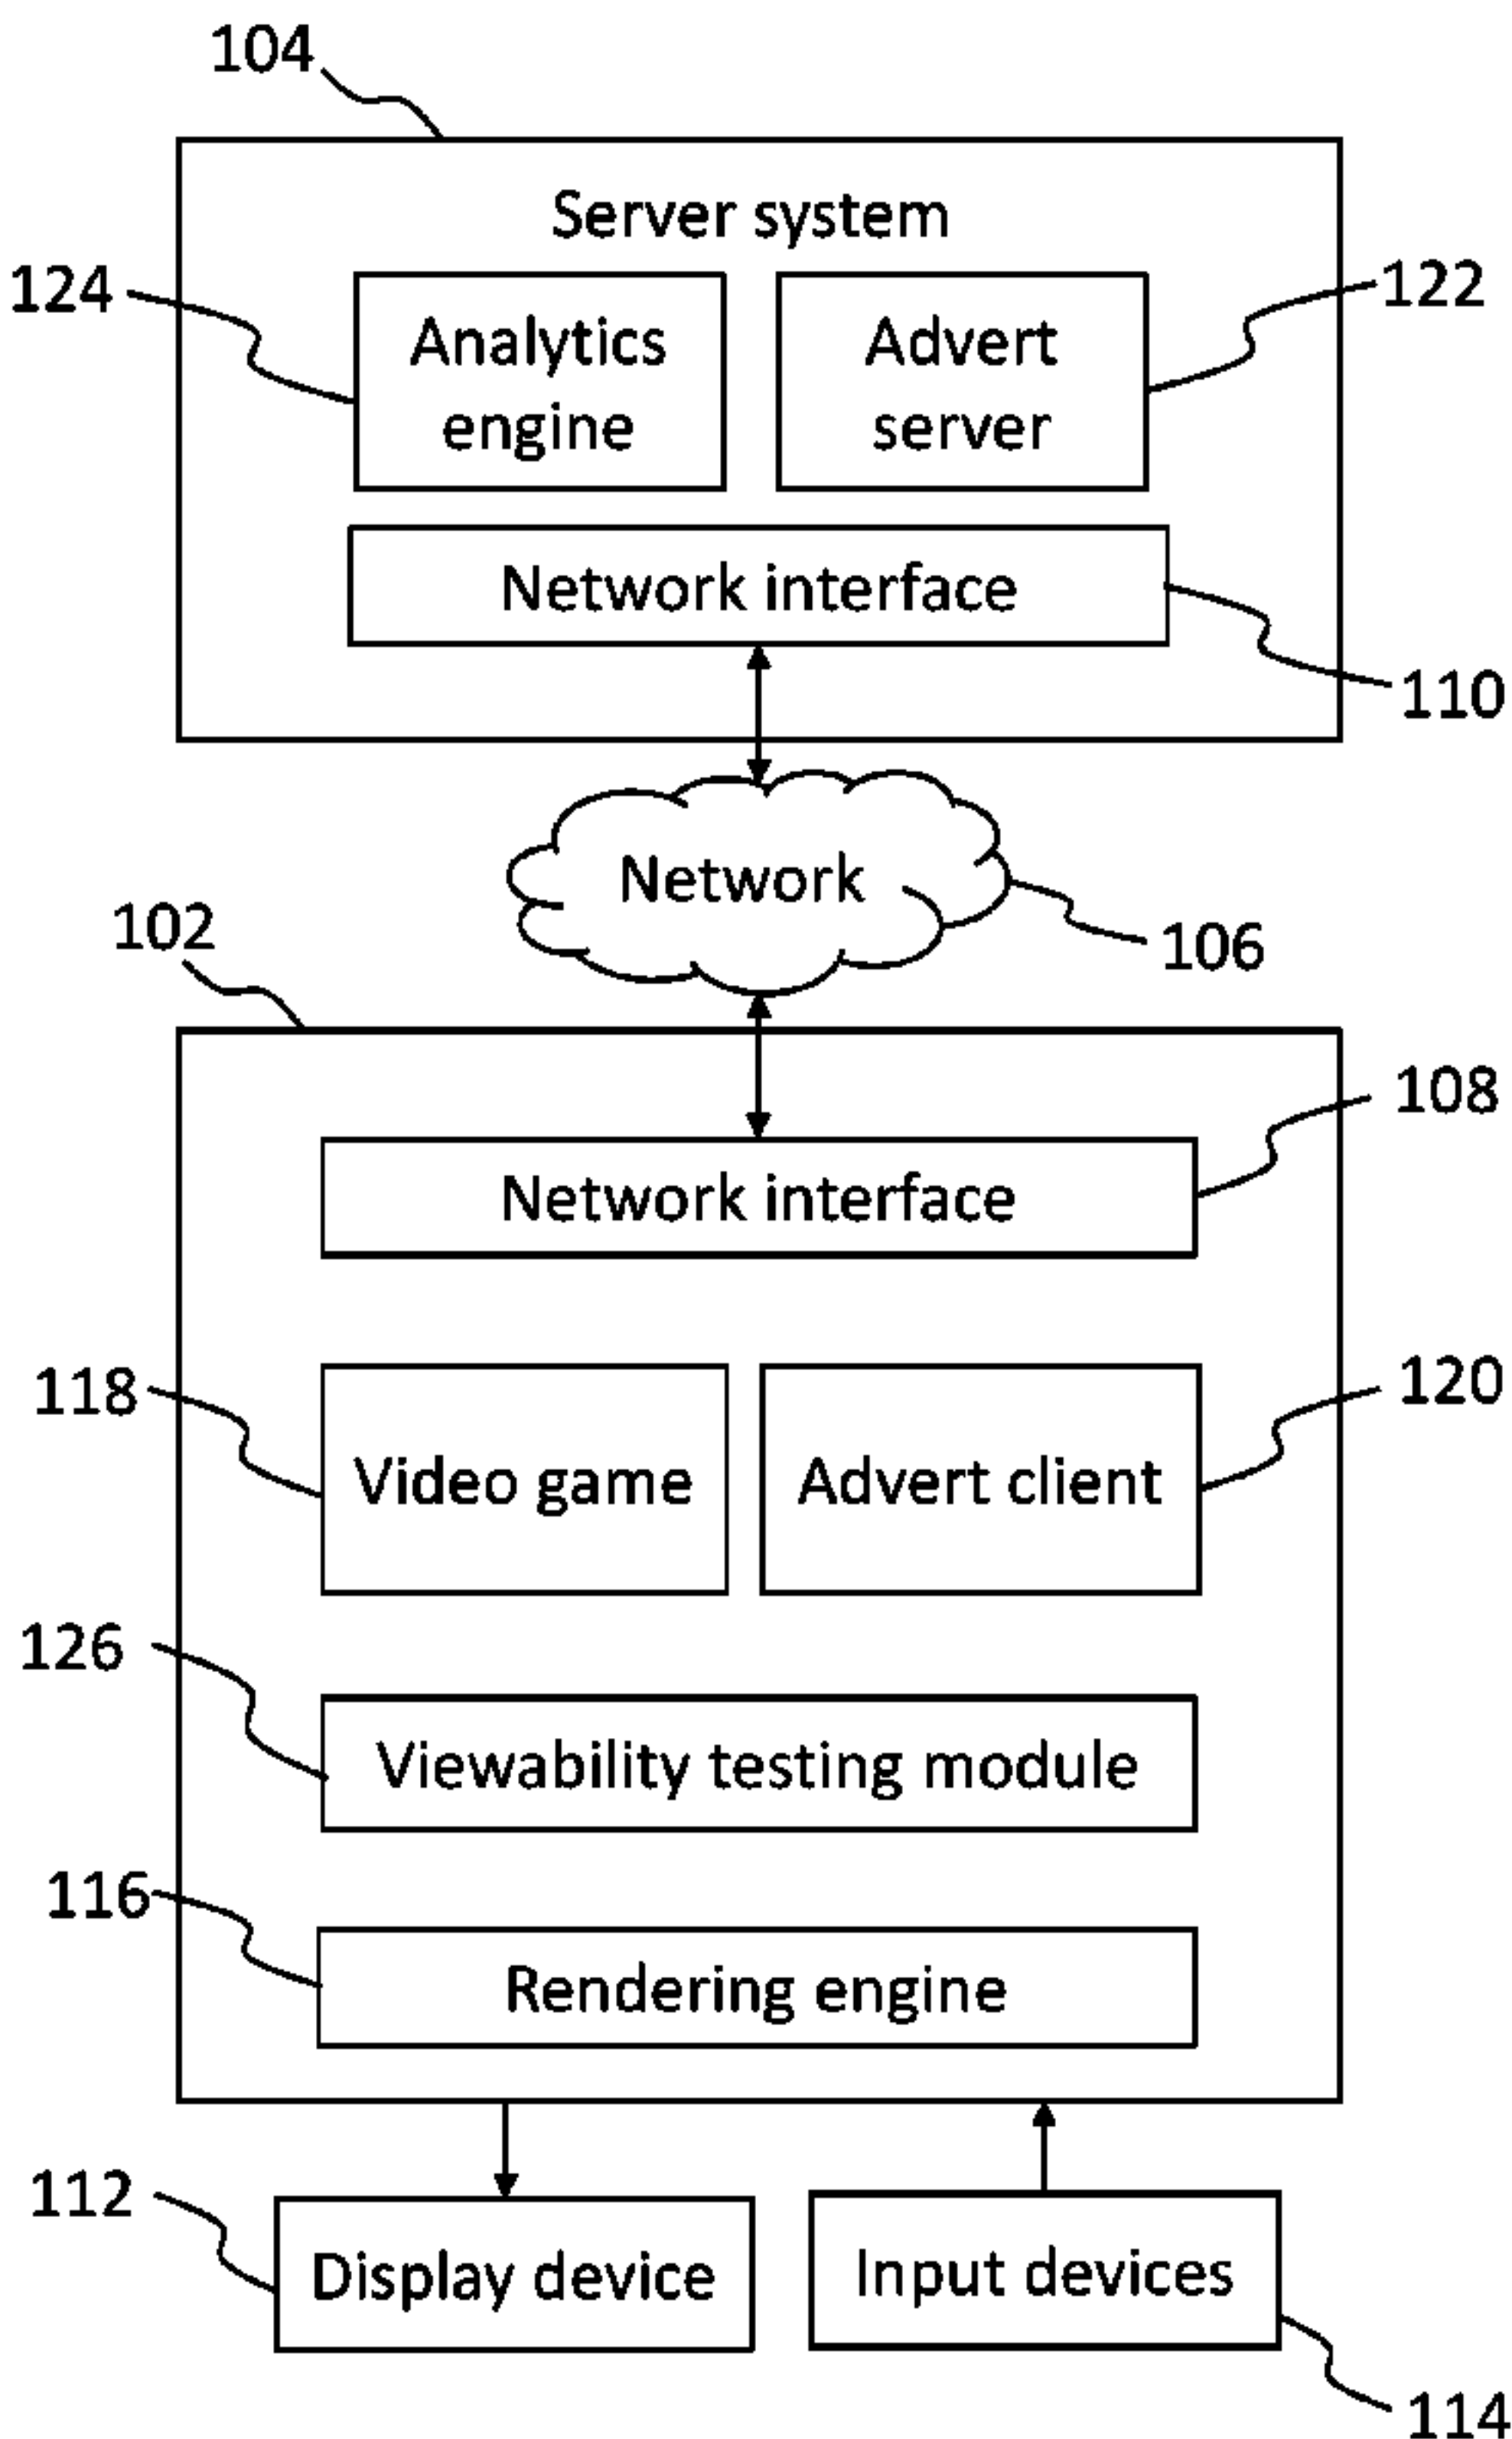 104
Server system
124
122
Analytics
engine
Advert
server
Network interface
110
Network
102
106
108
Network interface
118
120
Video game
Advert client
126
Viewability testing module
116
Rendering engine
112
Display device
Input devices
114